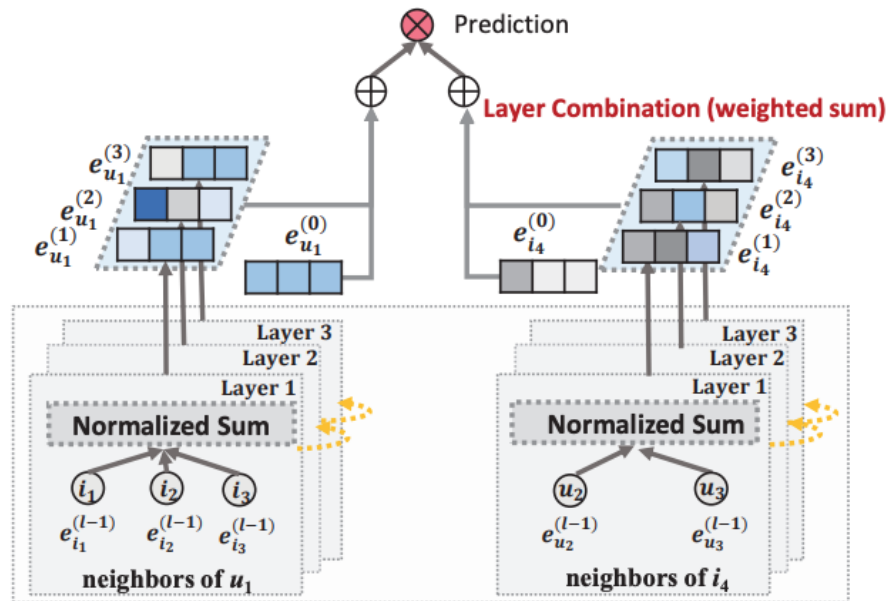 Prediction
Layer Combination (weighted sum)
e_{u_1}^{(3)}
e_{u_1}^{(2)}
e_{u_1}^{(1)}
e_{u_1}^{(0)}
e_{i_4}^{(0)}
e_{i_4}^{(3)}
e_{i_4}^{(2)}
e_{i_4}^{(1)}
Layer 3
Layer 2
Layer 1
Normalized Sum
i_1 i_2 i_3
e_{i_1}^{(l-1)} e_{i_2}^{(l-1)} e_{i_3}^{(l-1)}
neighbors of u_1
Layer 3
Layer 2
Layer 1
Normalized Sum
u_2 u_3
e_{u_2}^{(l-1)} e_{u_3}^{(l-1)}
neighbors of i_4